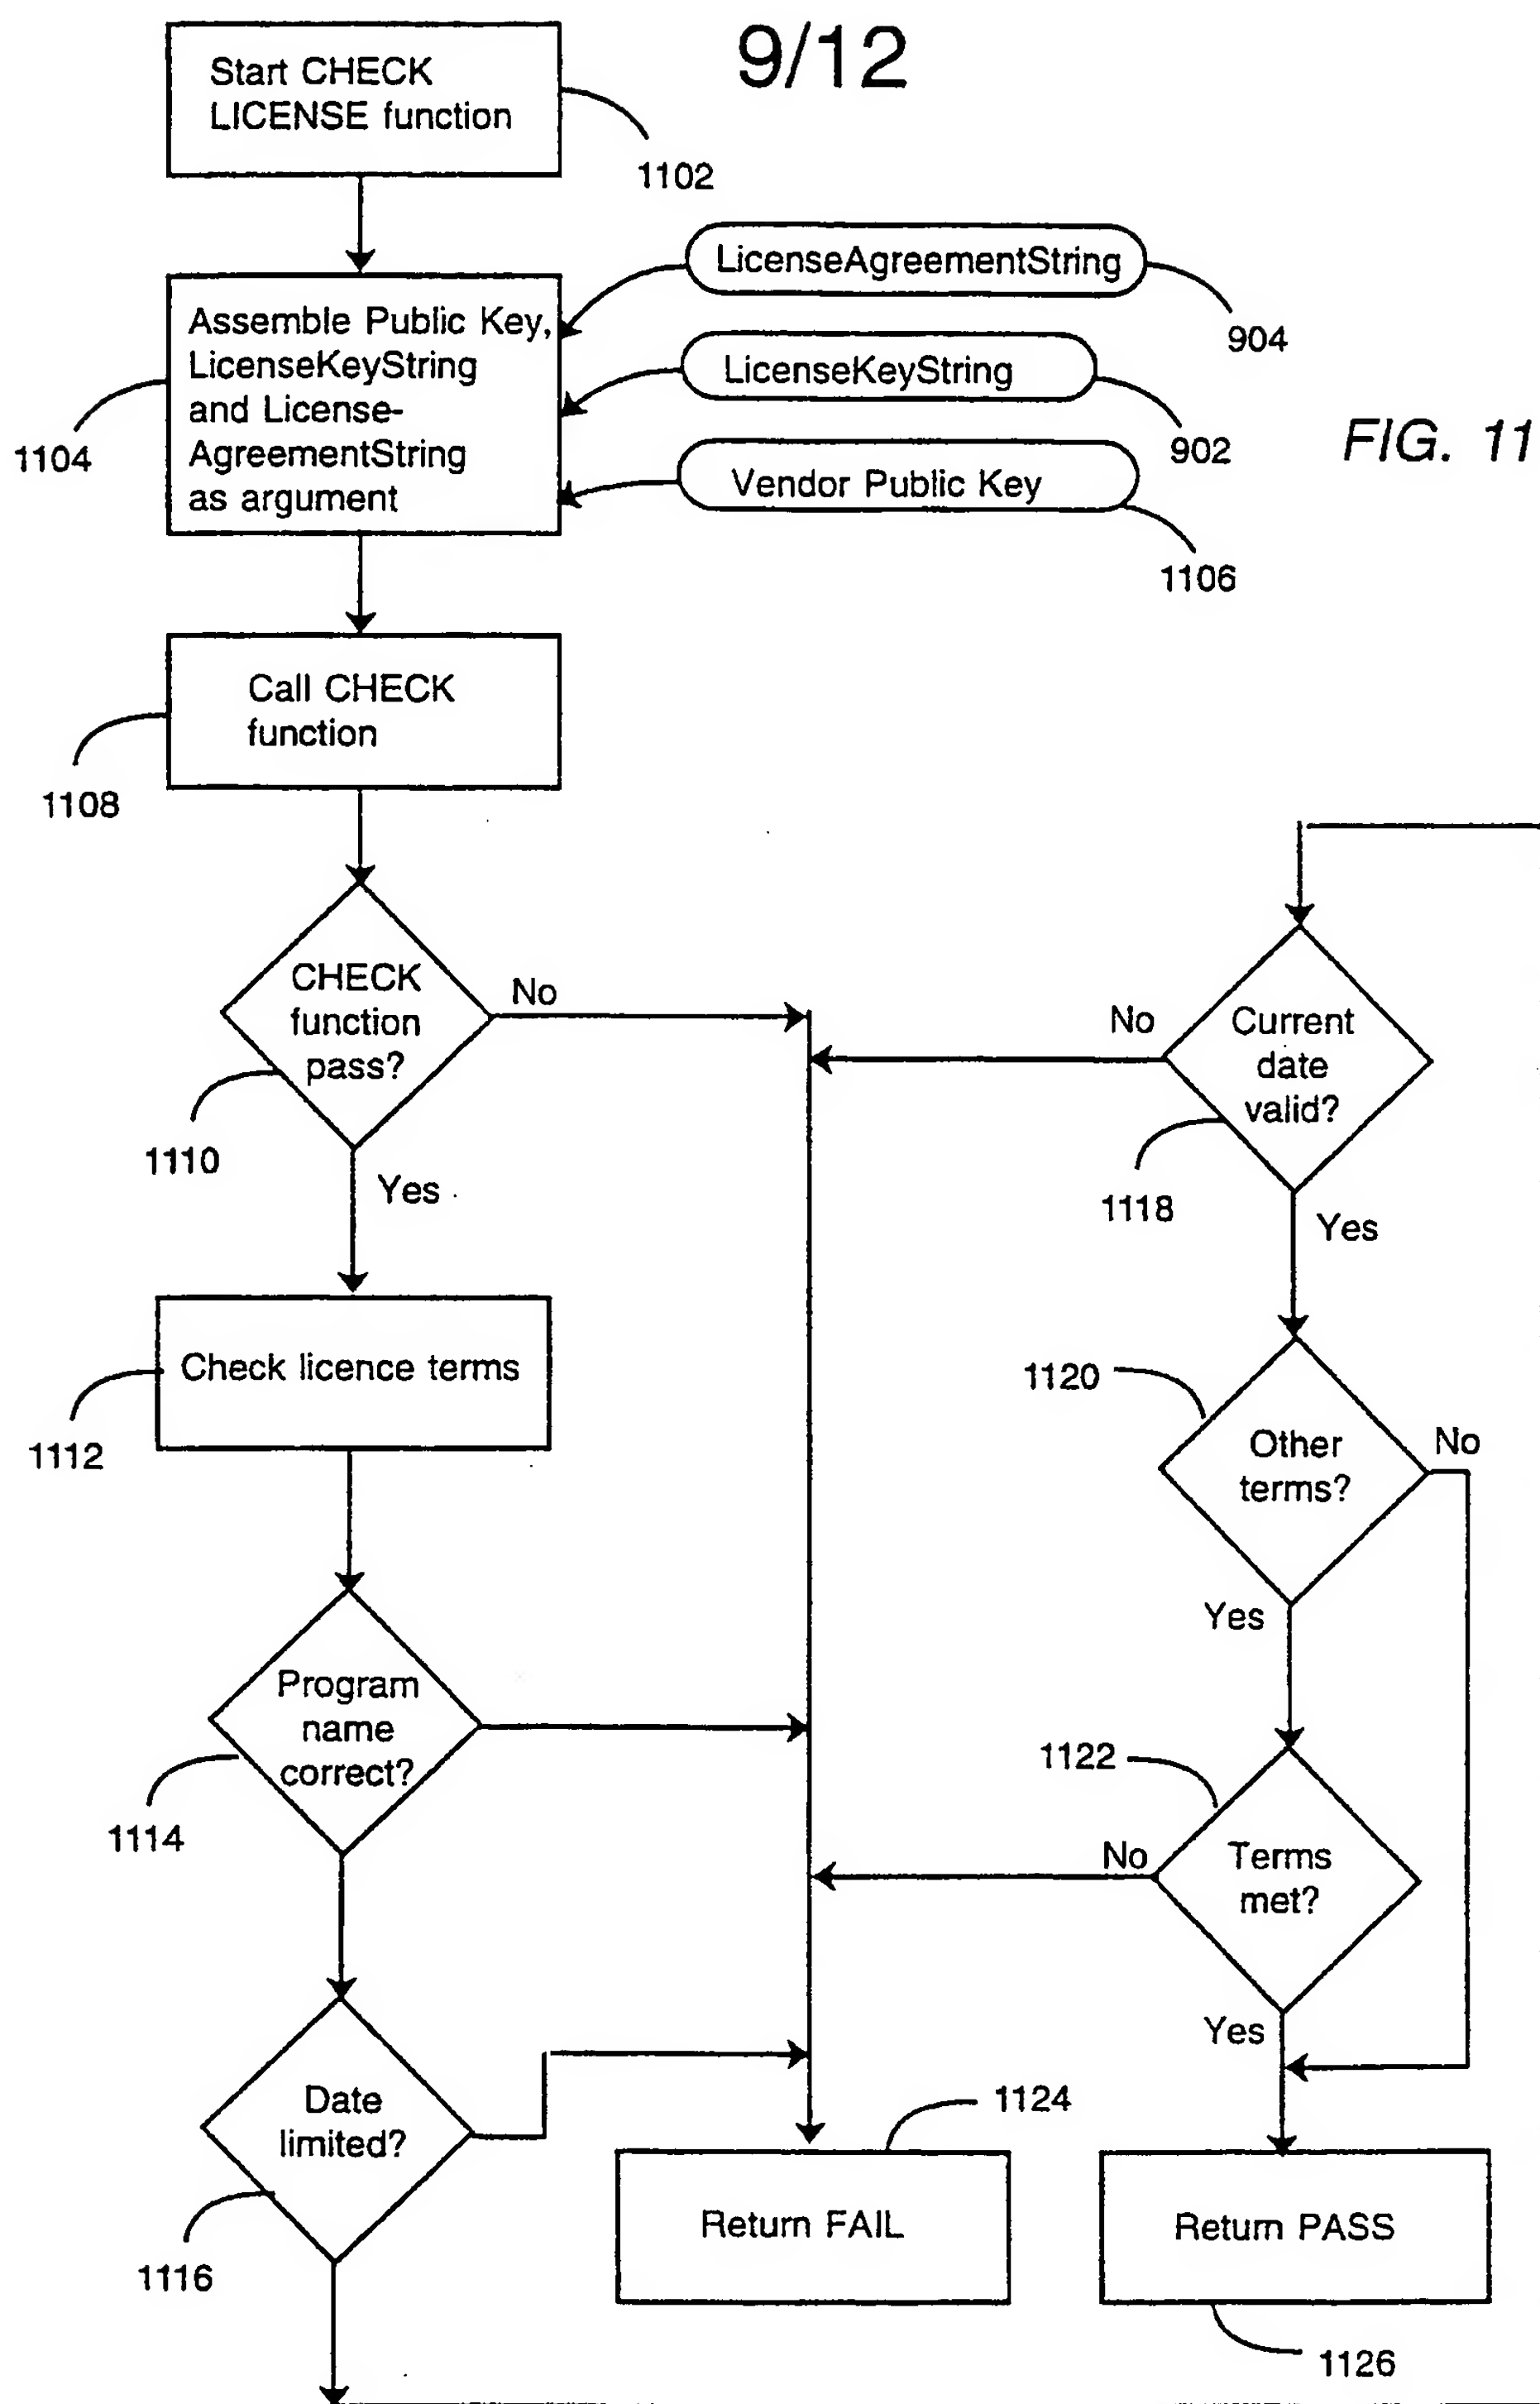 9/12
Start CHECK
LICENSE function
1102
LicenseAgreementString
904
Assemble Public Key,
LicenseKeyString
and License-
AgreementString
as argument
1104
LicenseKeyString
902
FIG. 11
Vendor Public Key
1106
Call CHECK
function
1108
CHECK
function
pass?
No
1110
Yes
Current
date
valid?
No
1118
Yes
Check licence terms
1112
1120
Other
terms?
No
Yes
Program
name
correct?
1114
1122
Terms
met?
No
Yes
Date
limited?
1116
1124
Return FAIL
Return PASS
1126